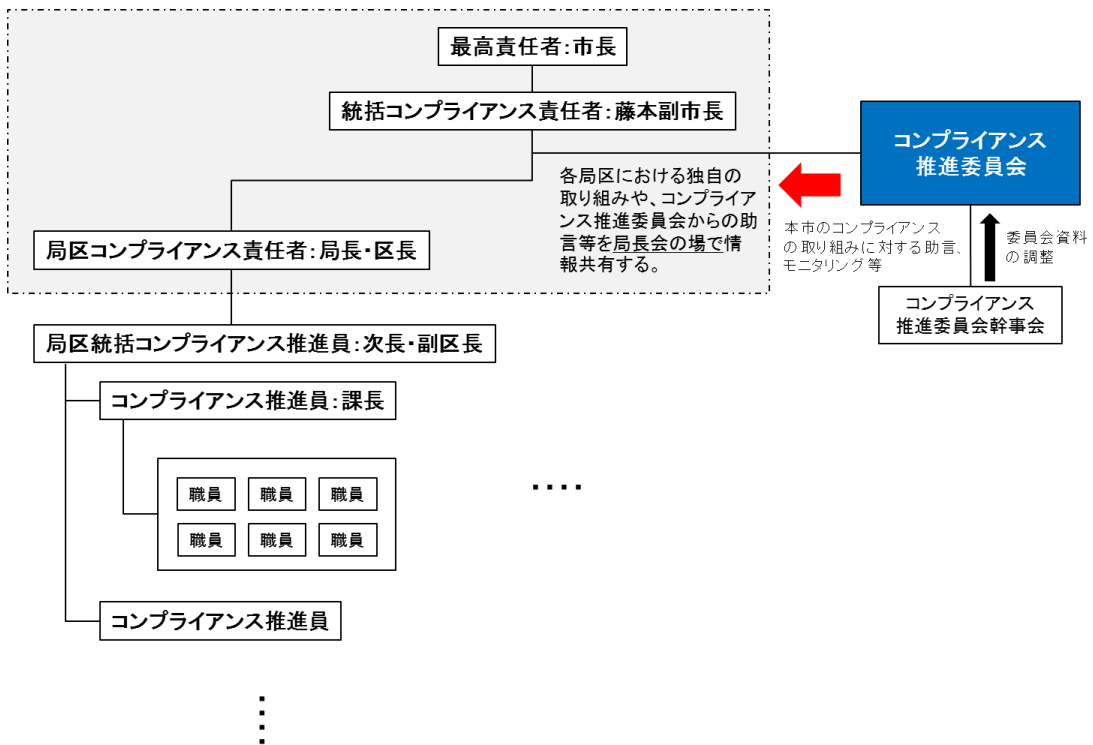 最高責任者:市長
統括コンプライアンス責任者:藤本副市長
コンプライアンス
推進委員会
各局区における独自の
取り組みや、コンプライア
ンス推進委員会からの助
言等を局長会の場で情
報共有する。
本市のコンプライアンス
の取り組みに対する助言、
モニタリング等
委員会資料
の調整
局区コンプライアンス責任者:局長・区長
コンプライアンス
推進委員会幹事会
局区統括コンプライアンス推進員:次長・副区長
コンプライアンス推進員:課長
職員 職員 職員
職員 職員 職員
‥‥
コンプライアンス推進員
‥‥